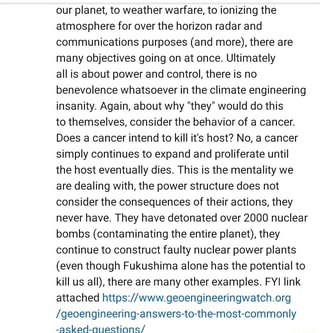 our planet, to weather warfare, to ionizing the
atmosphere for over the horizon radar and
communications purposes (and more), there are
many objectives going on at once. Ultimately
all is about power and control, there is no
benevolence whatsoever in the climate engineering
insanity. Again, about why "they" would do this
to themselves, consider the behavior of a cancer.
Does a cancer intend to kill it's host? No, a cancer
simply continues to expand and proliferate until
the host eventually dies. This is the mentality we
are dealing with, the power structure does not
consider the consequences of their actions, they
never have. They have detonated over 2000 nuclear
bombs (contaminating the entire planet), they
continue to construct faulty nuclear power plants
(even though Fukushima alone has the potential to
kill us all), there are many other examples. FYI link
attached https://www.geoengineeringwatch.org
/geoengineering-answers-to-the-most-commonly
-asked-questions/